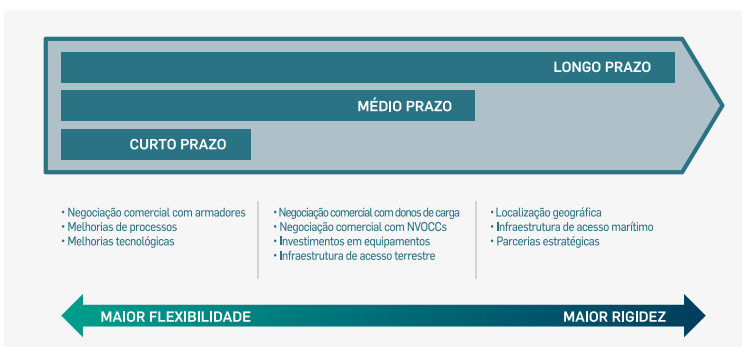 LONGO PRAZO
MÉDIO PRAZO
CURTO PRAZO
• Negociação comercial com armadores
• Melhorias de processos
• Melhorias tecnológicas
• Negociação comercial com donos de carga
• Negociação comercial com NVOCCs
• Investimentos em equipamentos
• Infraestrutura de acesso terrestre
• Localização geográfica
• Infraestrutura de acesso marítimo
• Parcerias estratégicas
MAIOR FLEXIBILIDADE
MAIOR RIGIDEZ